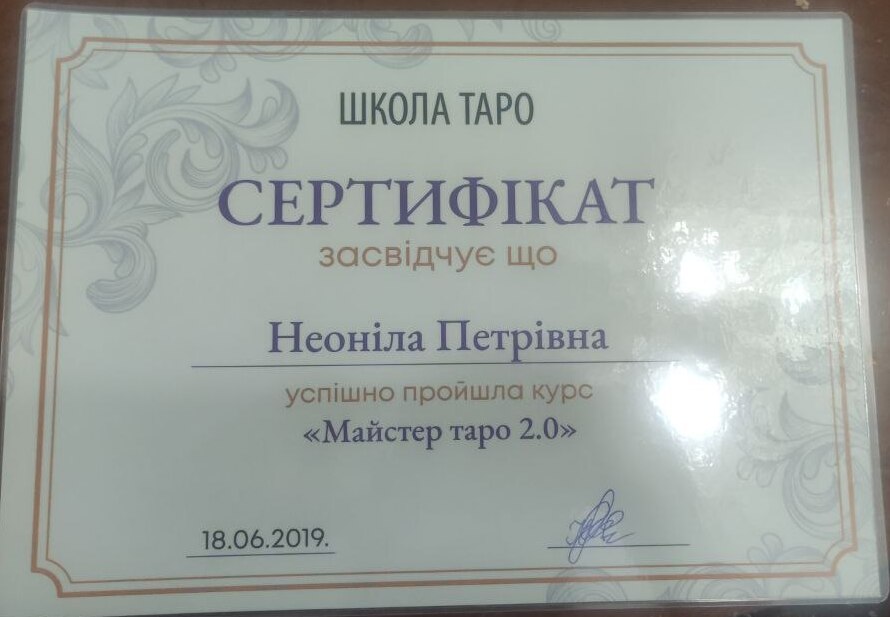 ШКОЛА ТАРО
СЕРТИФІКАТ
засвідчує що
Неоніла Петрівна
успішно пройшла курс
«Майстер таро 2.0»
18.06.2019.